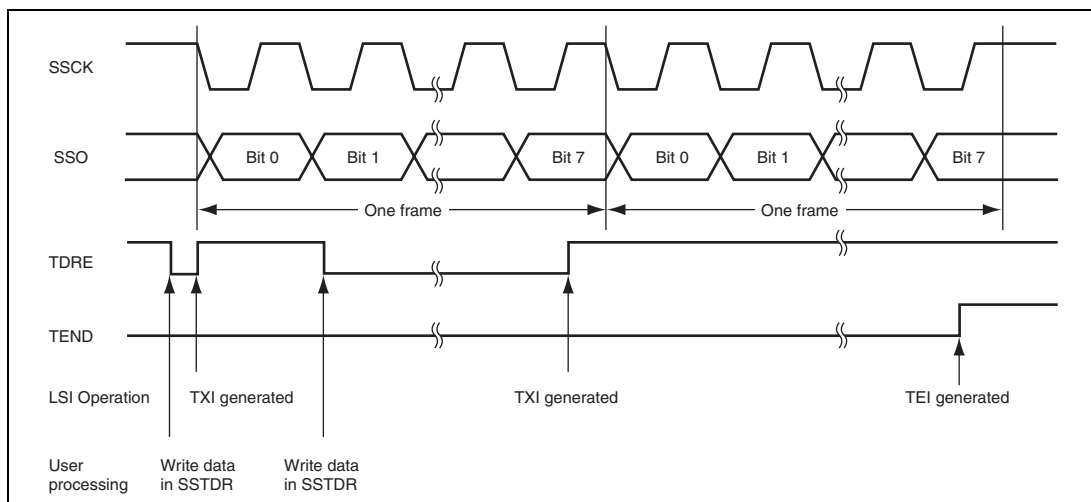 SSCK
SSO
Bit 0
Bit 1
Bit 7
Bit 0
Bit 1
Bit 7
One frame
One frame
TDRE
TEND
LSI Operation
TXI generated
TXI generated
TEI generated
User
processing
Write data
in SSTDR
Write data
in SSTDR